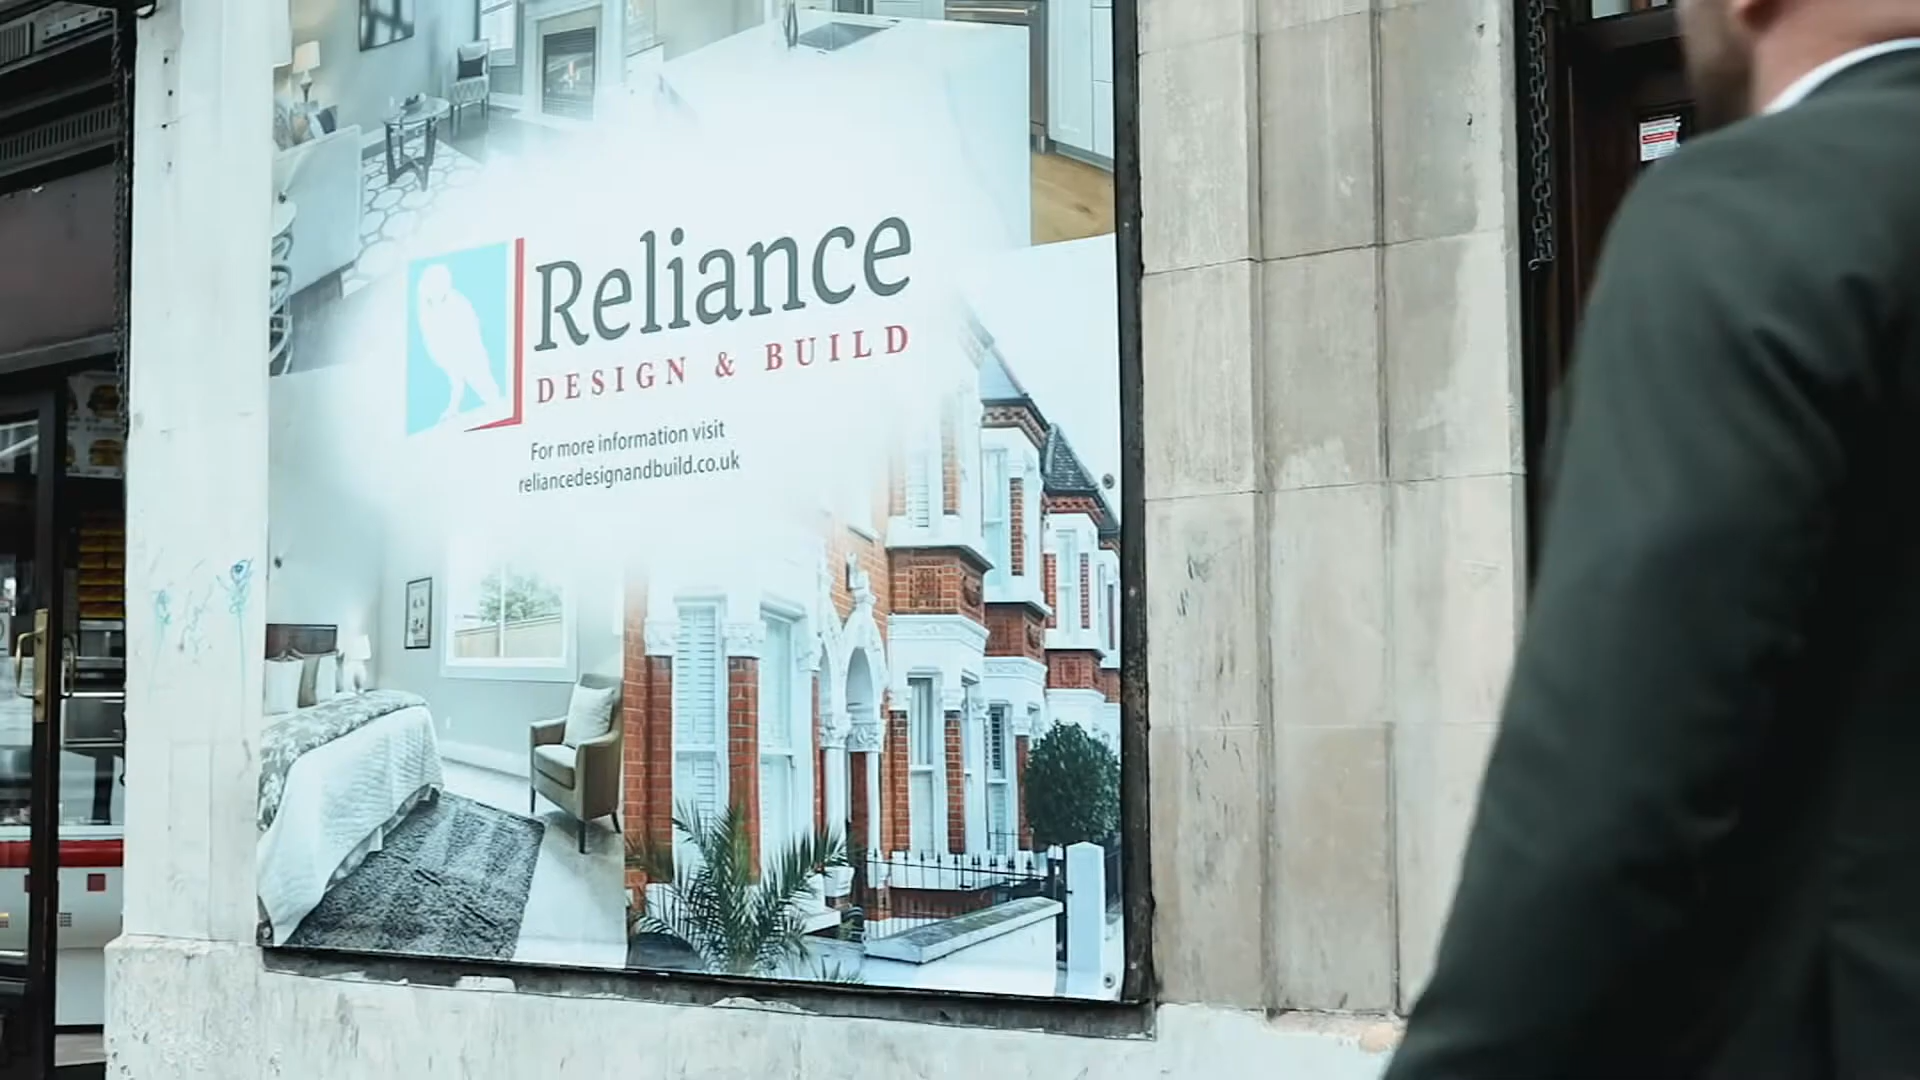 Reliance
DESIGN & BUILD
For more information visit
reliancedesignandbuild.co.uk